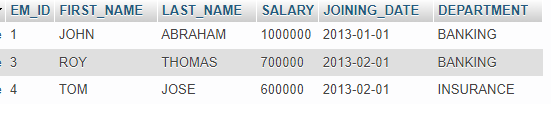 EM_ID FIRST_NAME LAST_NAME SALARY JOINING_DATE DEPARTMENT
1 JOHN ABRAHAM 1000000 2013-01-01 BANKING
3 ROY THOMAS 700000 2013-02-01 BANKING
4 TOM JOSE 600000 2013-02-01 INSURANCE